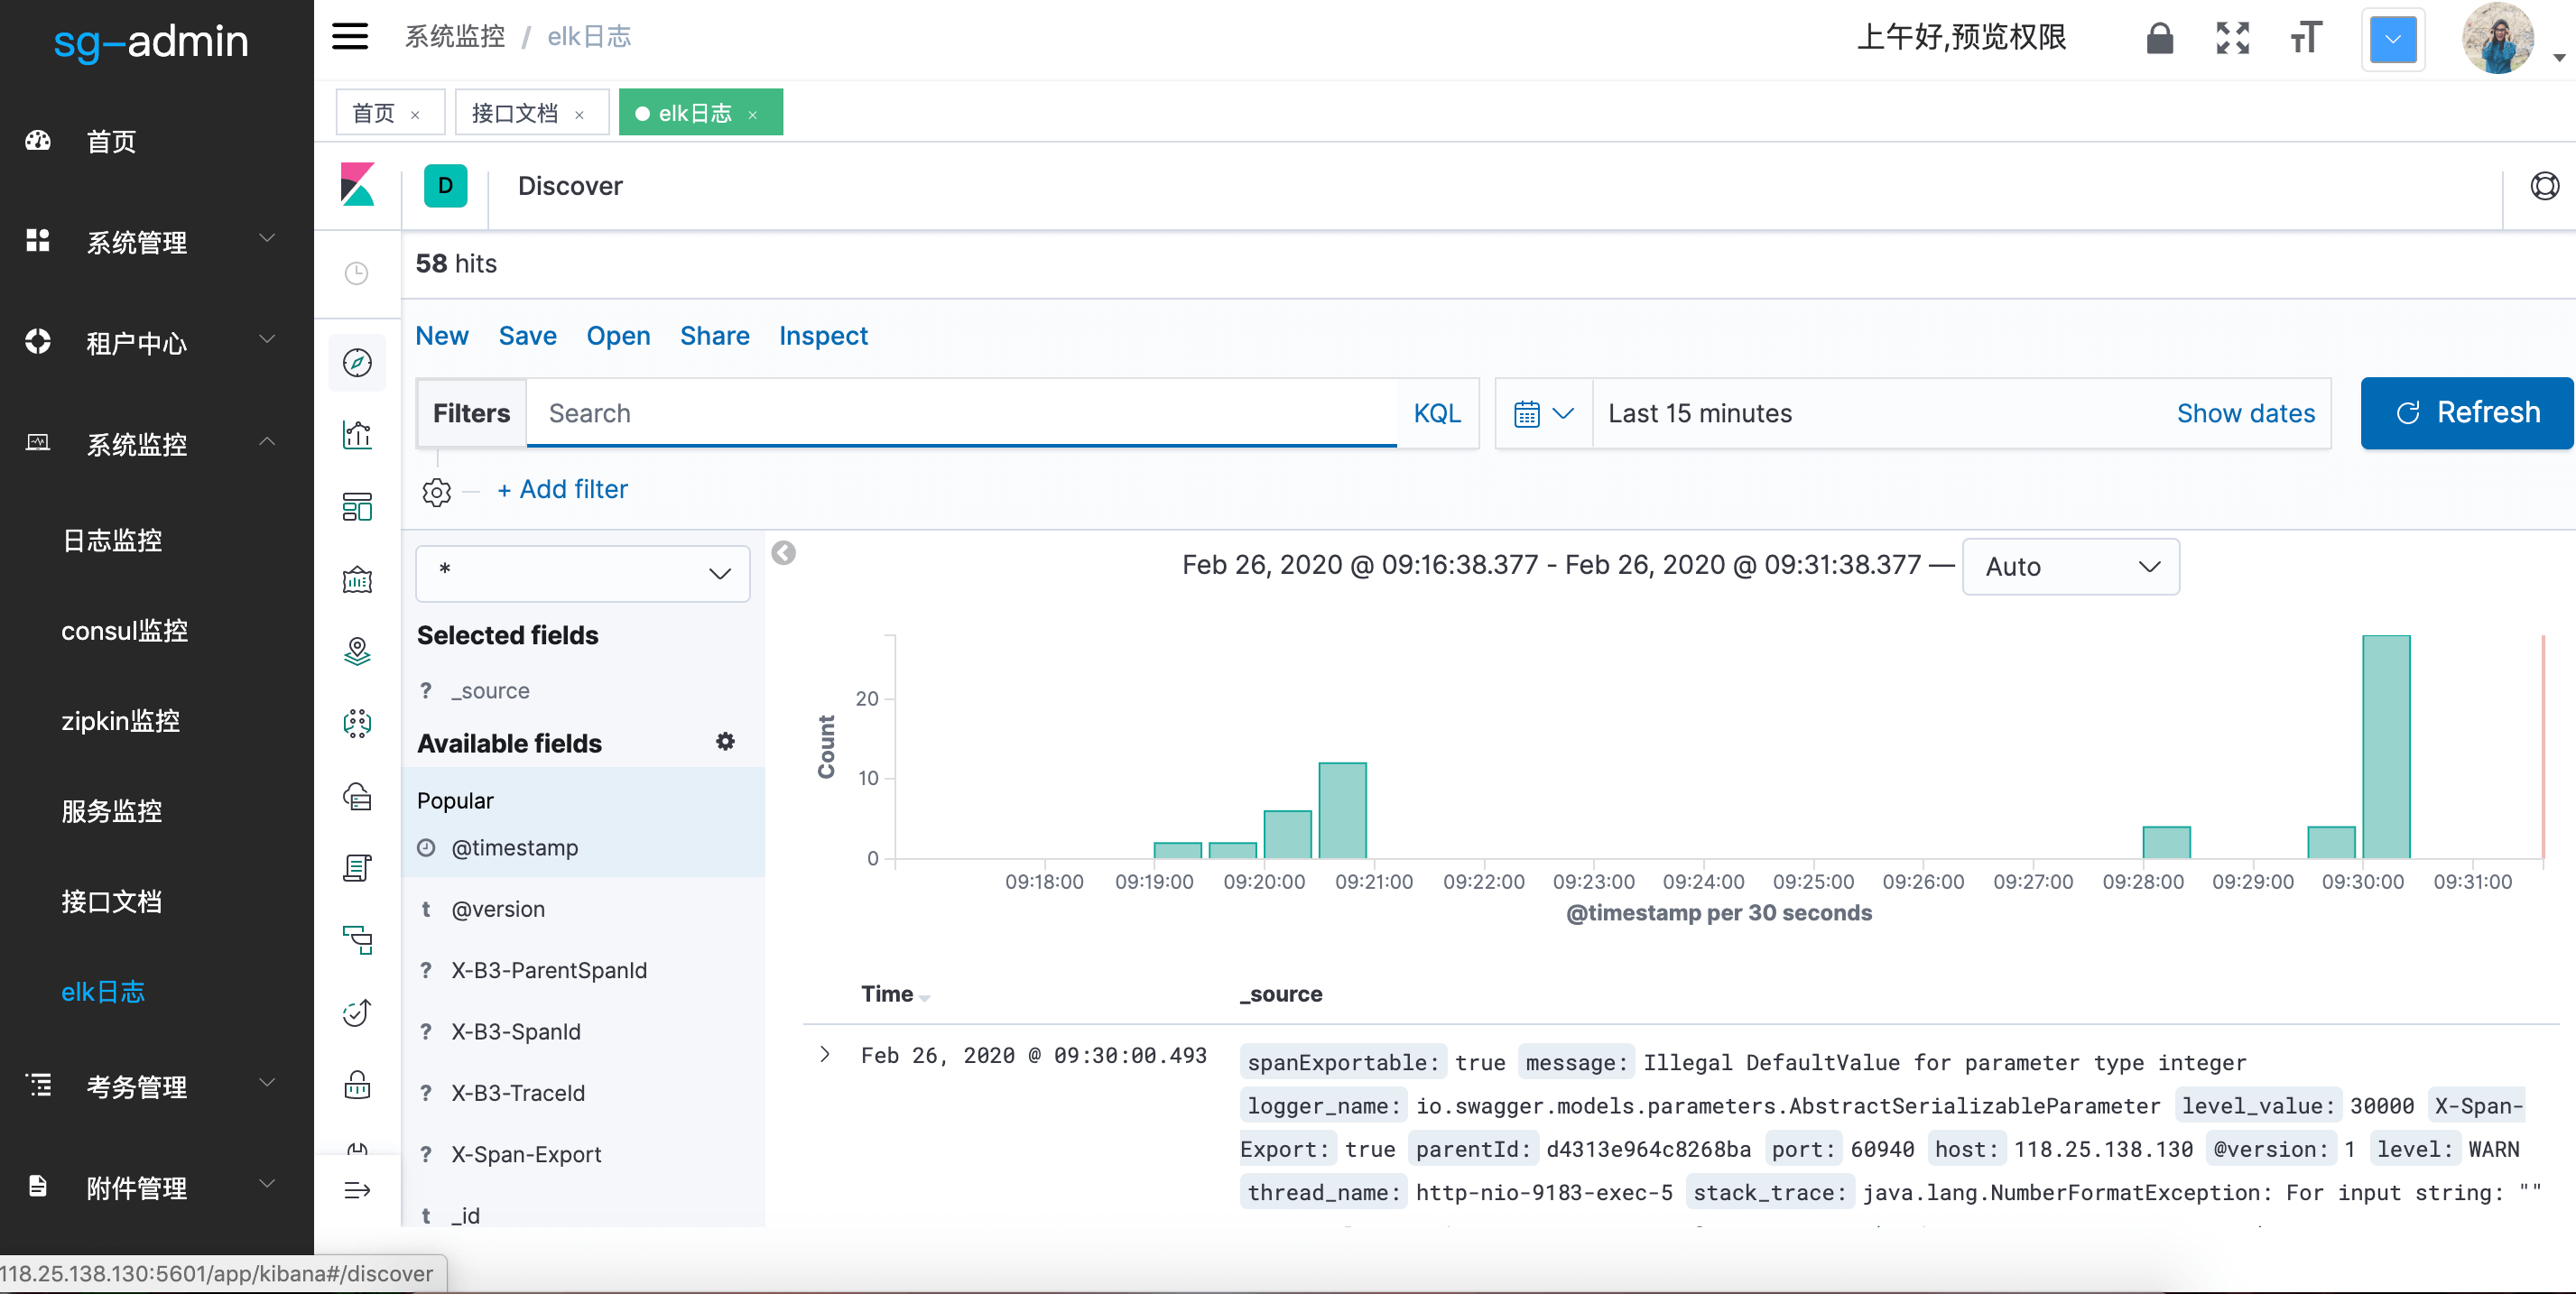 sg-admin
首页
系统管理
租户中心
系统监控
日志监控
consul监控
zipkin监控
服务监控
接口文档
elk日志
考务管理
附件管理
118.25.138.130:5601/app/kibana#/discover
系统监控 / elk日志
上午好,预览权限
首页 ×
接口文档 ×
elk日志 ×
D
Discover
58 hits
New Save Open Share Inspect
Filters Search KQL
Last 15 minutes Show dates
Refresh
+ Add filter
*
Selected fields
? _source
Available fields
Popular
@timestamp
t @version
? X-B3-ParentSpanId
? X-B3-SpanId
? X-B3-TraceId
? X-Span-Export
t _id
Feb 26, 2020 @ 09:16:38.377 - Feb 26, 2020 @ 09:31:38.377 — Auto
Count
20
10
0
09:18:00 09:19:00 09:20:00 09:21:00 09:22:00 09:23:00 09:24:00 09:25:00 09:26:00 09:27:00 09:28:00 09:29:00 09:30:00 09:31:00
@timestamp per 30 seconds
Time _source
Feb 26, 2020 @ 09:30:00.493
spanExportable: true message: Illegal DefaultValue for parameter type integer
logger_name: io.swagger.models.parameters.AbstractSerializableParameter level_value: 30000 X-Span-
Export: true parentId: d4313e964c8268ba port: 60940 host: 118.25.138.130 @version: 1 level: WARN
thread_name: http-nio-9183-exec-5 stack_trace: java.lang.NumberFormatException: For input string: ""